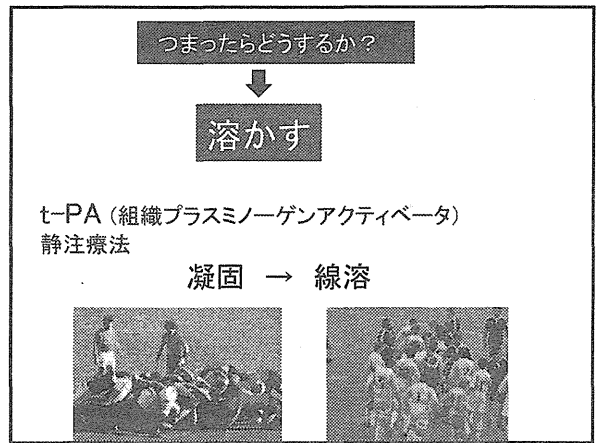 つまったらどうするか？
溶かす
t-PA（組織プラスミノーゲンアクティベータ）
静注療法
凝固 → 線溶